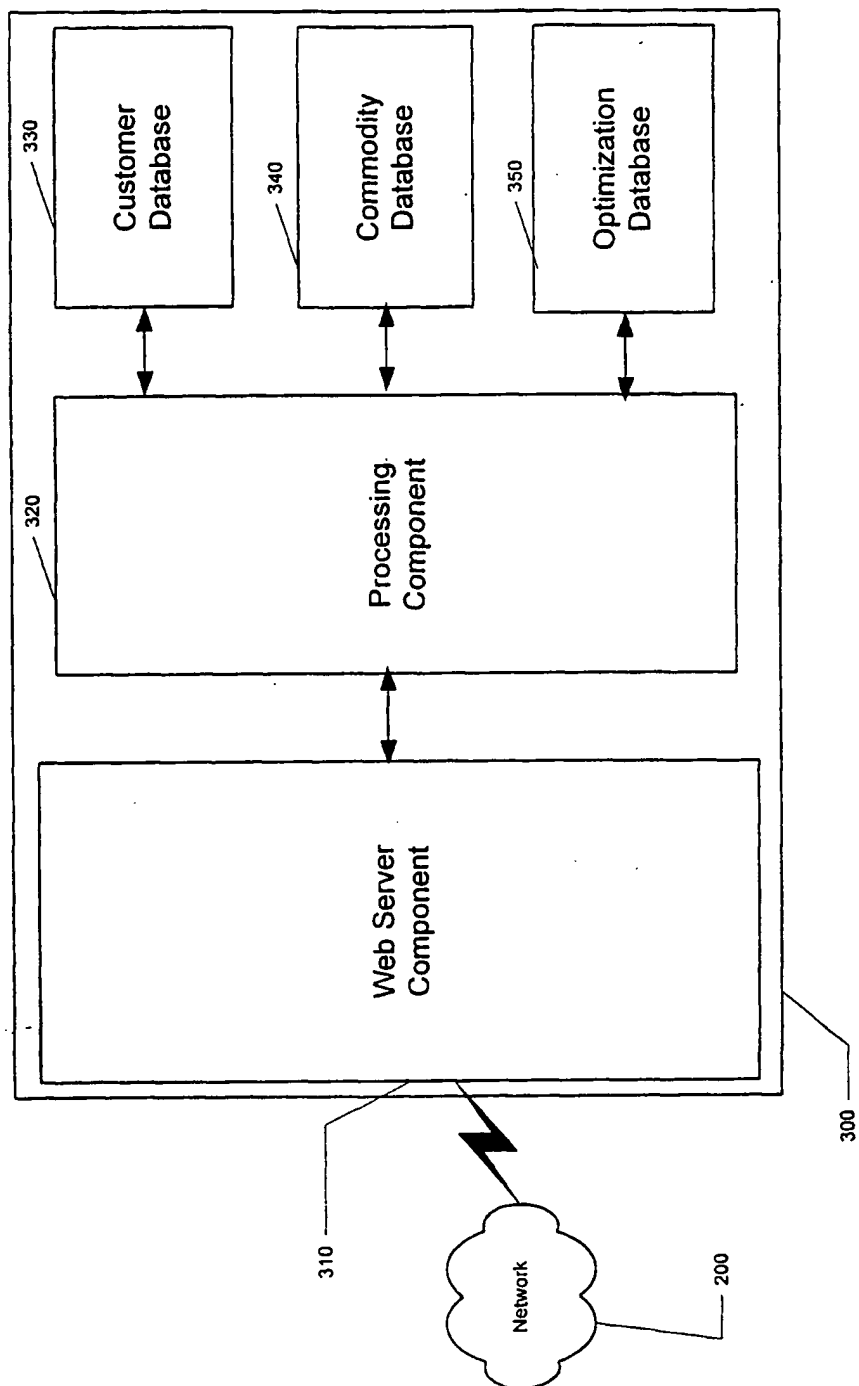 330
Customer
Database
340
Commodity
Database
350
Optimization
Database
320
Processing
Component
Web Server
Component
310
300
Network
200